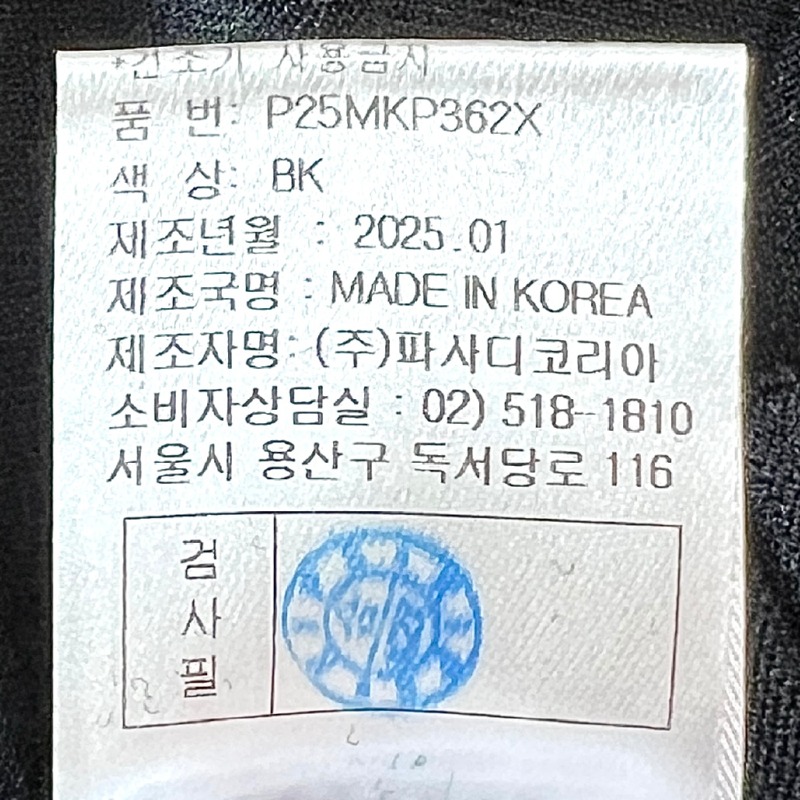 *건조기 사용금지
품 번: P25MKP362X
색 상: BK
제조년월 : 2025.01
제조국명 : MADE IN KOREA
제조자명: (주)파사디코리아
소비자상담실 : 02) 518-1810
서울시 용산구 독서당로 116
검
사
필